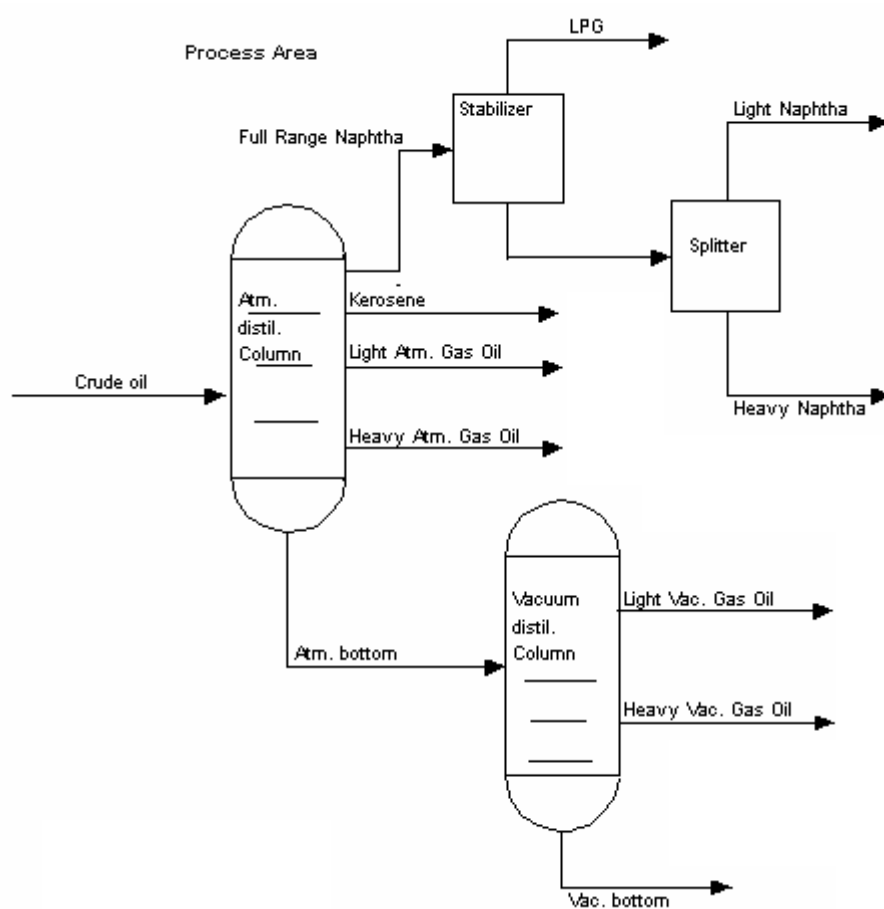 LPG
Process Area
Stabilizer
Light Naphtha
Full Range Naphtha
Splitter
Atm.
distil.
Column
Kerosene
Light Atm. Gas Oil
Crude oil
Heavy Naphtha
Heavy Atm. Gas Oil
Vacuum
distil.
Column
Light Vac. Gas Oil
Atm. bottom
Heavy Vac. Gas Oil
Vac. bottom